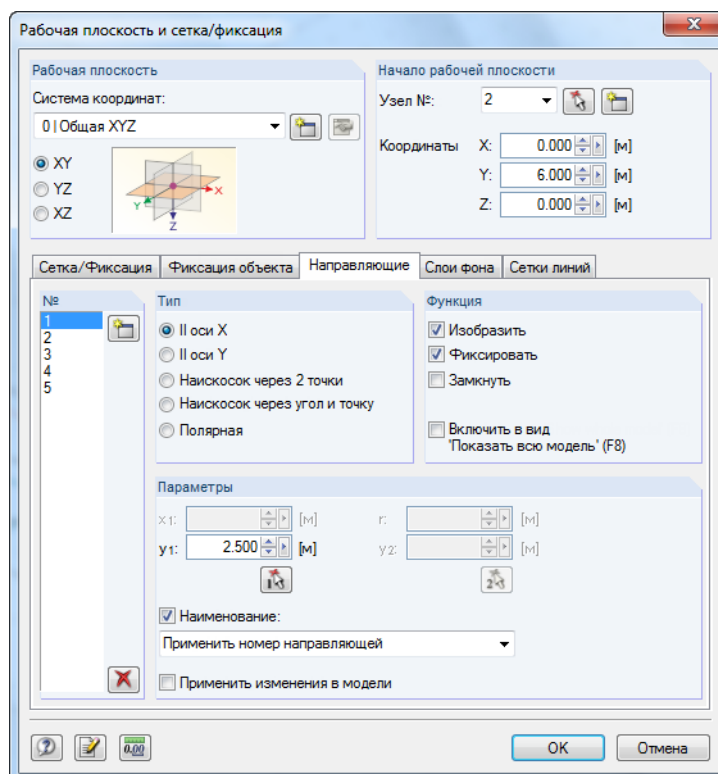 Рабочая плоскость и сетка/фиксация
Рабочая плоскость
Система координат:
0 | Общая XYZ
XY
YZ
XZ
X
Y
Z
Начало рабочей плоскости
Узел №: 2
Координаты X: 0.000 [м]
Y: 6.000 [м]
Z: 0.000 [м]
Сетка/Фиксация Фиксация объекта Направляющие Слои фона Сетки линий
№
1
2
3
4
5
Тип
II оси X
II оси Y
Наискосок через 2 точки
Наискосок через угол и точку
Полярная
Функция
Изобразить
Фиксировать
Замкнуть
Включить в вид
'Показать всю модель' (F8)
Параметры
x1: [м] r: [м]
y1: 2.500 [м] y2: [м]
1 2
Наименование:
Применить номер направляющей
Применить изменения в модели
0.00
OK Отмена